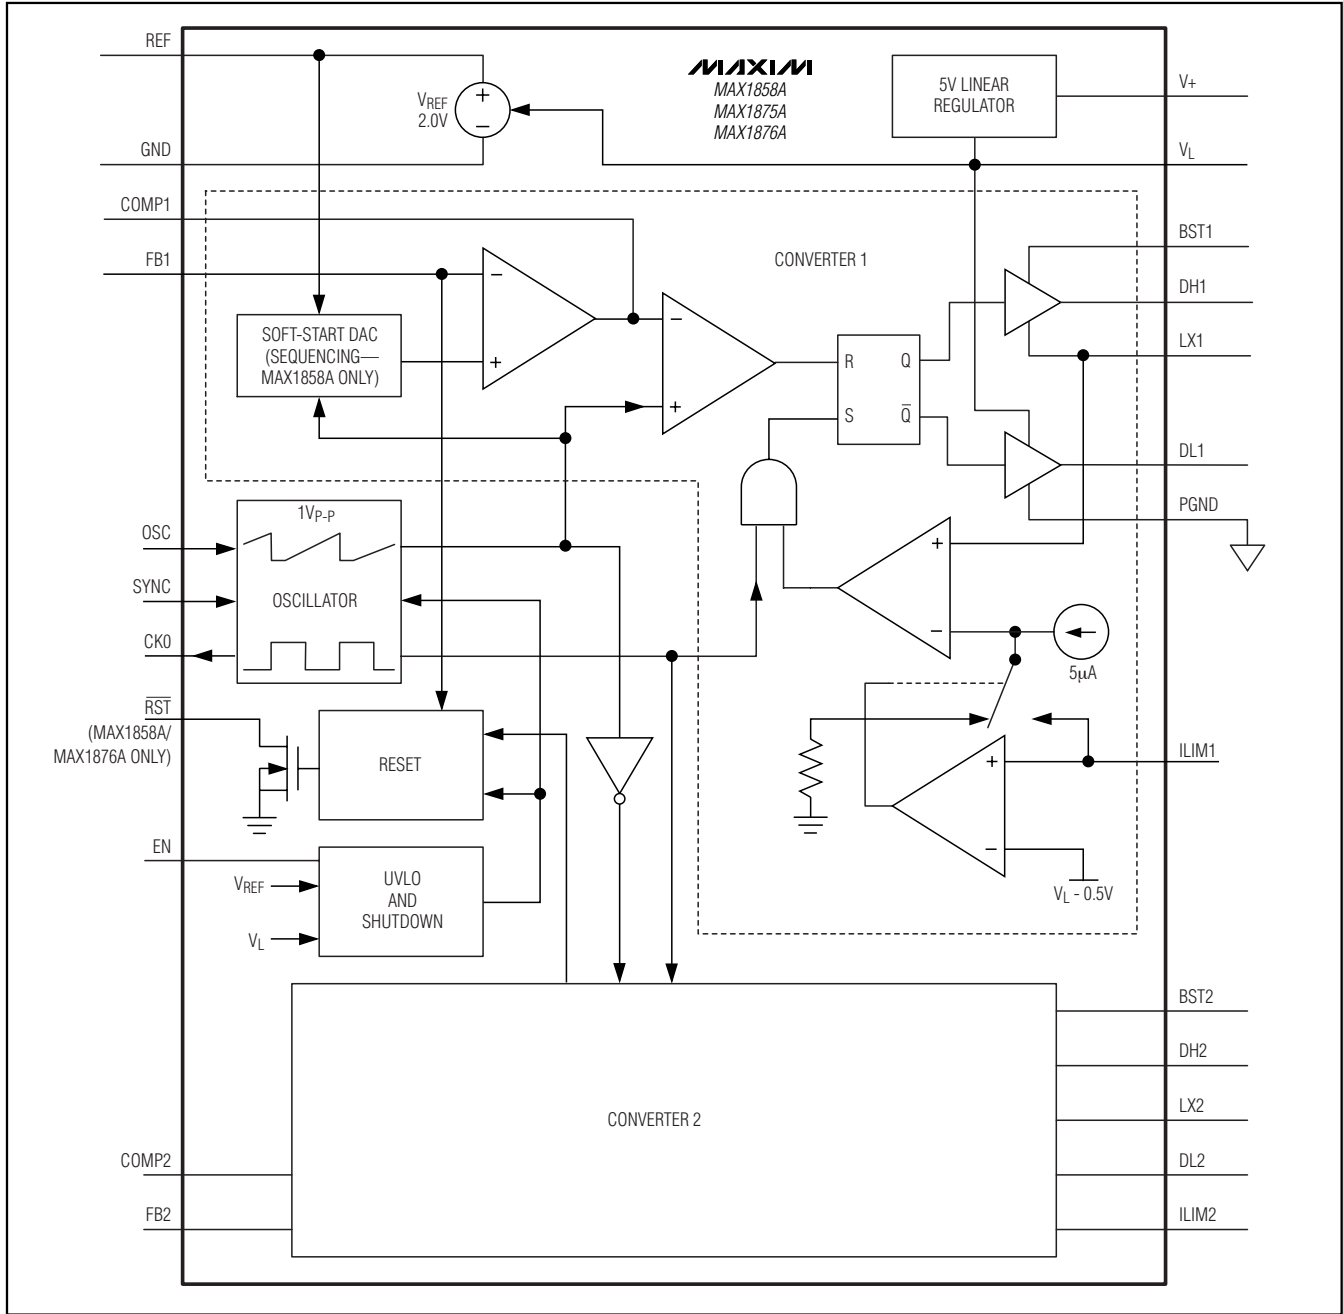 REF
MAXIM
MAX1858A
MAX1875A
MAX1876A
5V LINEAR
REGULATOR
V+
VREF
2.0V
+
−
GND
VL
COMP1
FB1
CONVERTER 1
BST1
DH1
LX1
−
+
SOFT-START DAC
(SEQUENCING—
MAX1858A ONLY)
−
+
R
Q
S
Q̅
DL1
PGND
1VP-P
OSC
SYNC
OSCILLATOR
CK0
+
−
5µA
R̅S̅T̅
(MAX1858A/
MAX1876A ONLY)
RESET
+
−
ILIM1
VL - 0.5V
EN
VREF
VL
UVLO
AND
SHUTDOWN
CONVERTER 2
BST2
DH2
LX2
COMP2
DL2
FB2
ILIM2